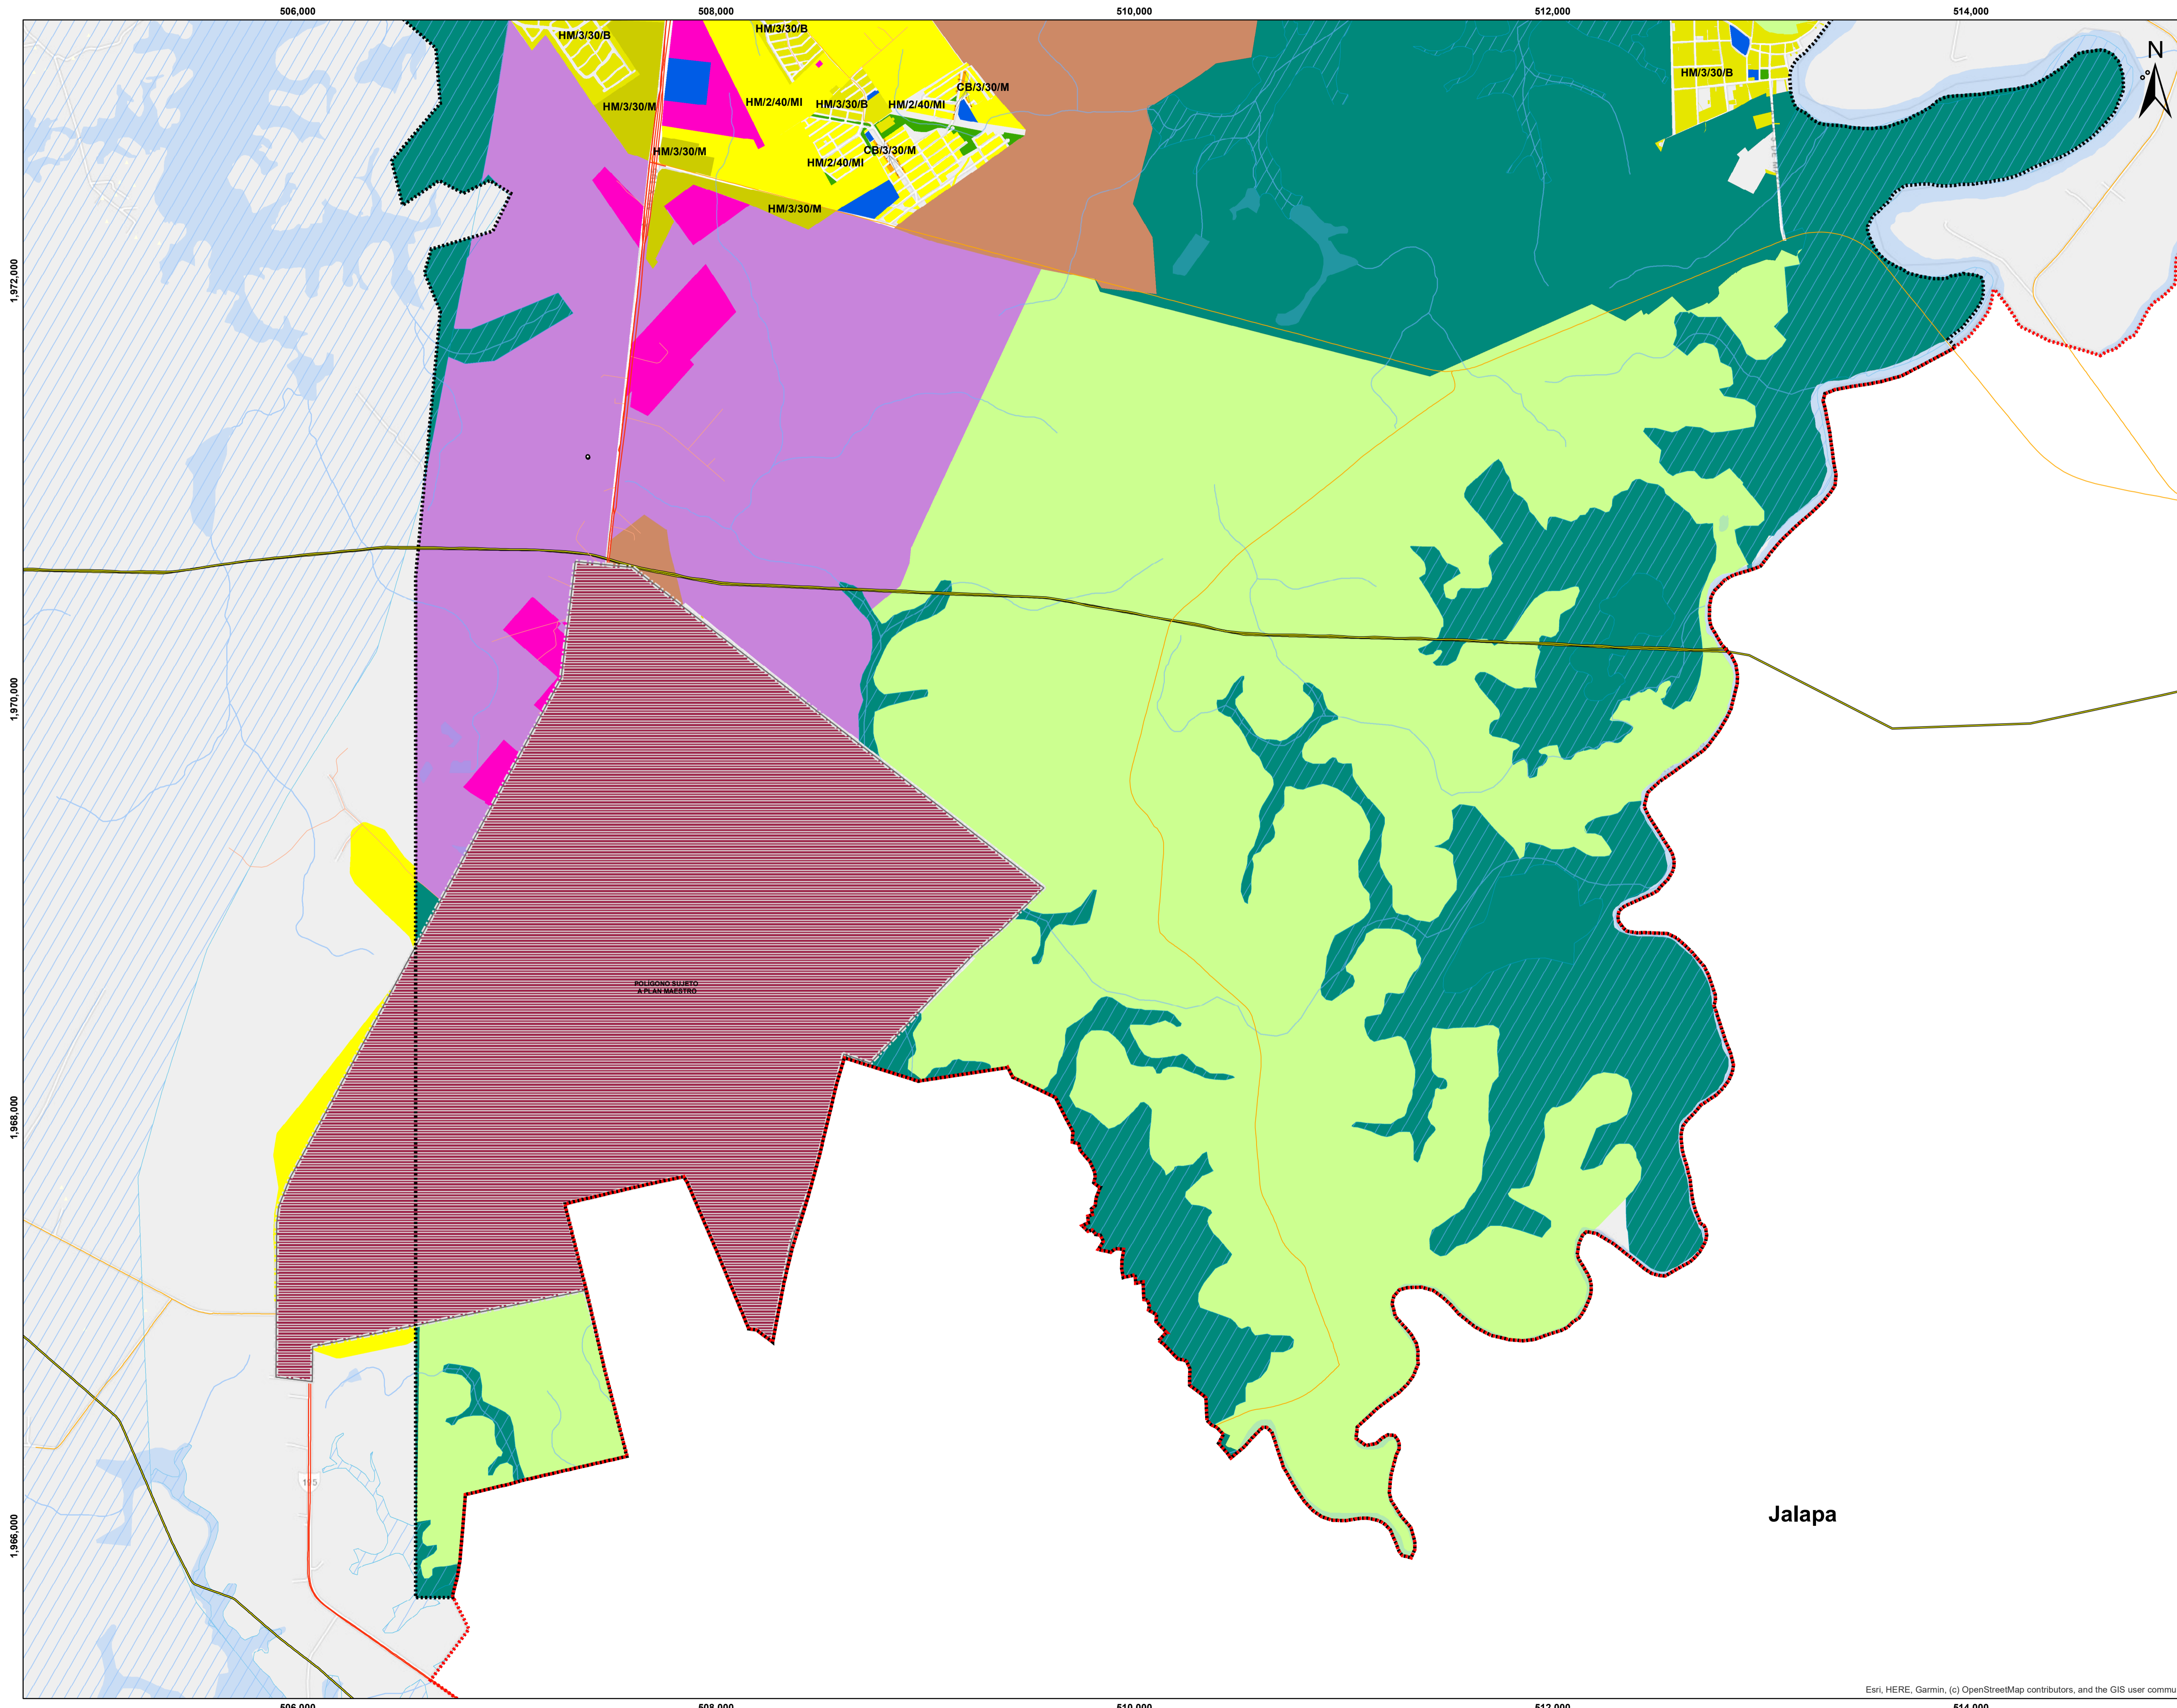 506,000
508,000
510,000
512,000
514,000
N
HM/3/30/B
HM/3/30/B
HM/3/30/B
CB/3/30/M
HM/3/30/M
HM/2/40/MI
HM/3/30/B
HM/2/40/MI
HM/3/30/M
CB/3/30/M
HM/2/40/MI
HM/3/30/M
1,972,000
1,970,000
POLÍGONO SUJETO
A PLAN MAESTRO
1,968,000
195
1,966,000
Jalapa
Esri, HERE, Garmin, (c) OpenStreetMap contributors, and the GIS user commu
506,000
508,000
510,000
512,000
514,000